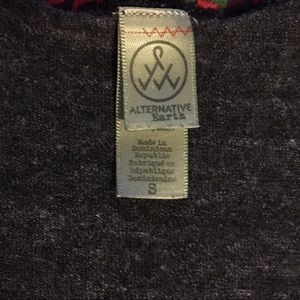 ALTERNATIVE
Earth
Made in
Dominican
Republic
Fabriqué en
République
Dominicaine
S